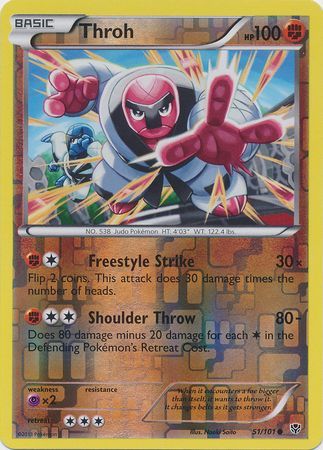 BASIC
Throh
HP100
NO. 538 Judo Pokémon HT: 4'03" WT: 122.4 lbs.
Freestyle Strike 30×
Flip 2 coins. This attack does 30 damage times the
number of heads.
Shoulder Throw 80-
Does 80 damage minus 20 damage for each in the
Defending Pokémon's Retreat Cost.
weakness resistance
×2
retreat
When it encounters a foe bigger
than itself, it wants to throw it.
It changes belts as it gets stronger.
Illus. Naoki Saito
51/101
©2013 Pokémon